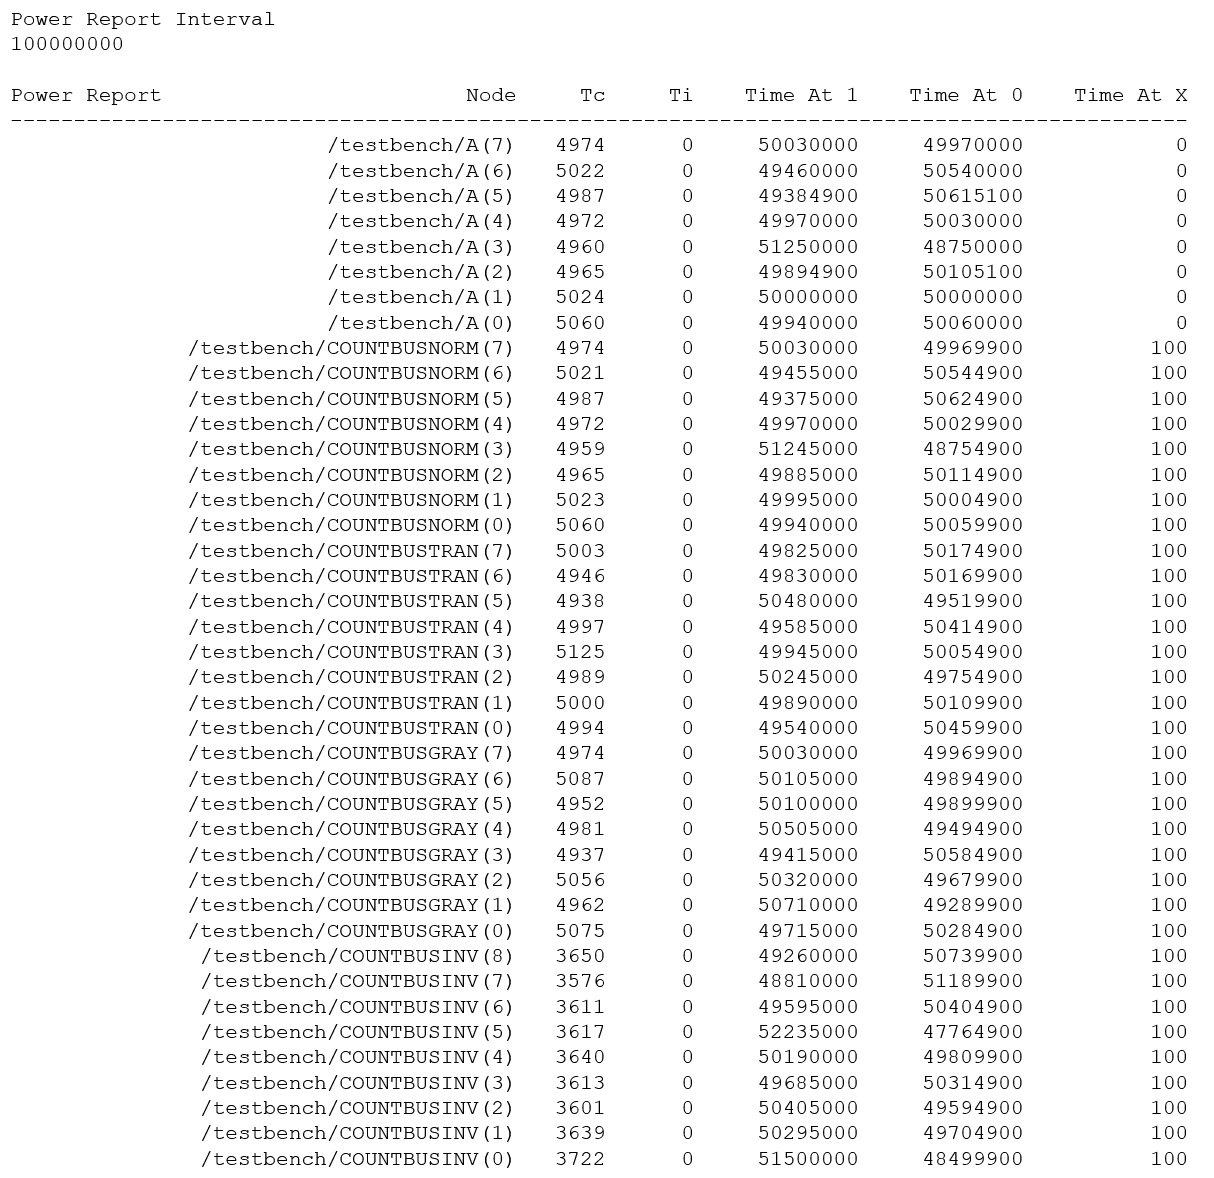 Power Report Interval
100000000
Power Report Node Tc Ti Time At 1 Time At 0 Time At X
---------------------------------------------------------------------------------------------
/testbench/A(7) 4974 0 50030000 49970000 0
/testbench/A(6) 5022 0 49460000 50540000 0
/testbench/A(5) 4987 0 49384900 50615100 0
/testbench/A(4) 4972 0 49970000 50030000 0
/testbench/A(3) 4960 0 51250000 48750000 0
/testbench/A(2) 4965 0 49894900 50105100 0
/testbench/A(1) 5024 0 50000000 50000000 0
/testbench/A(0) 5060 0 49940000 50060000 0
/testbench/COUNTBUSNORM(7) 4974 0 50030000 49969900 100
/testbench/COUNTBUSNORM(6) 5021 0 49455000 50544900 100
/testbench/COUNTBUSNORM(5) 4987 0 49375000 50624900 100
/testbench/COUNTBUSNORM(4) 4972 0 49970000 50029900 100
/testbench/COUNTBUSNORM(3) 4959 0 51245000 48754900 100
/testbench/COUNTBUSNORM(2) 4965 0 49885000 50114900 100
/testbench/COUNTBUSNORM(1) 5023 0 49995000 50004900 100
/testbench/COUNTBUSNORM(0) 5060 0 49940000 50059900 100
/testbench/COUNTBUSTRAN(7) 5003 0 49825000 50174900 100
/testbench/COUNTBUSTRAN(6) 4946 0 49830000 50169900 100
/testbench/COUNTBUSTRAN(5) 4938 0 50480000 49519900 100
/testbench/COUNTBUSTRAN(4) 4997 0 49585000 50414900 100
/testbench/COUNTBUSTRAN(3) 5125 0 49945000 50054900 100
/testbench/COUNTBUSTRAN(2) 4989 0 50245000 49754900 100
/testbench/COUNTBUSTRAN(1) 5000 0 49890000 50109900 100
/testbench/COUNTBUSTRAN(0) 4994 0 49540000 50459900 100
/testbench/COUNTBUSGRAY(7) 4974 0 50030000 49969900 100
/testbench/COUNTBUSGRAY(6) 5087 0 50105000 49894900 100
/testbench/COUNTBUSGRAY(5) 4952 0 50100000 49899900 100
/testbench/COUNTBUSGRAY(4) 4981 0 50505000 49494900 100
/testbench/COUNTBUSGRAY(3) 4937 0 49415000 50584900 100
/testbench/COUNTBUSGRAY(2) 5056 0 50320000 49679900 100
/testbench/COUNTBUSGRAY(1) 4962 0 50710000 49289900 100
/testbench/COUNTBUSGRAY(0) 5075 0 49715000 50284900 100
/testbench/COUNTBUSINV(8) 3650 0 49260000 50739900 100
/testbench/COUNTBUSINV(7) 3576 0 48810000 51189900 100
/testbench/COUNTBUSINV(6) 3611 0 49595000 50404900 100
/testbench/COUNTBUSINV(5) 3617 0 52235000 47764900 100
/testbench/COUNTBUSINV(4) 3640 0 50190000 49809900 100
/testbench/COUNTBUSINV(3) 3613 0 49685000 50314900 100
/testbench/COUNTBUSINV(2) 3601 0 50405000 49594900 100
/testbench/COUNTBUSINV(1) 3639 0 50295000 49704900 100
/testbench/COUNTBUSINV(0) 3722 0 51500000 48499900 100